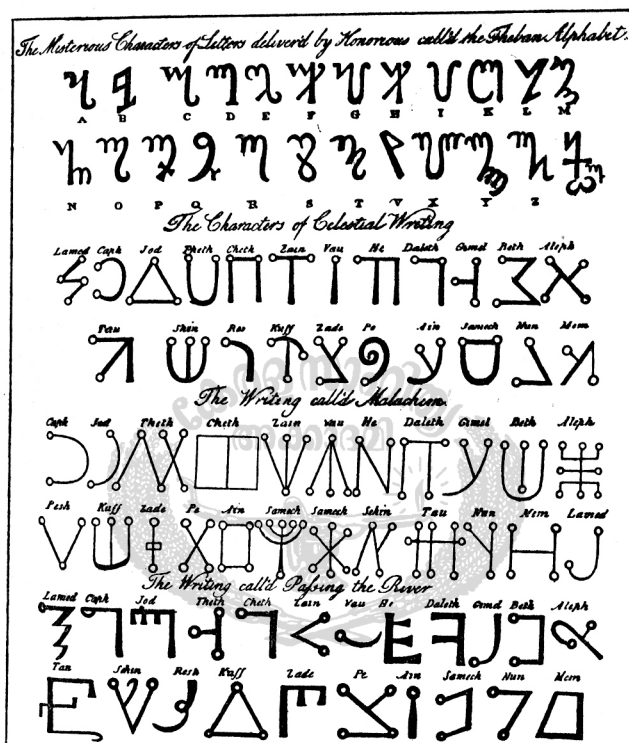 The Misterious Characters of Letters deliver'd by Honorious call'd the Theban Alphabet.
A B C D E F G H I K L M
N O P Q R S T V X Y Z
The Characters of Celestial Writing
Lamed Caph Jod Theth Cheth Zain Vau He Daleth Gimel Beth Aleph
Tau Shin Res Kuff Zade Pe Ain Samech Nun Mem
The Writing call'd Malachem
Caph Jod Theth Cheth Zain Vau He Daleth Gimel Beth Aleph
Resh Kuff Zade Pe Ain Samech Samech Schin Tau Nun Mem Lamed
The Writing call'd Paſsing the River
Lamed Caph Jod Theth Cheth Zain Vau He Daleth Gimel Beth Aleph
Tau Schin Resh Kuff Zade Pe Ain Samech Nun Mem